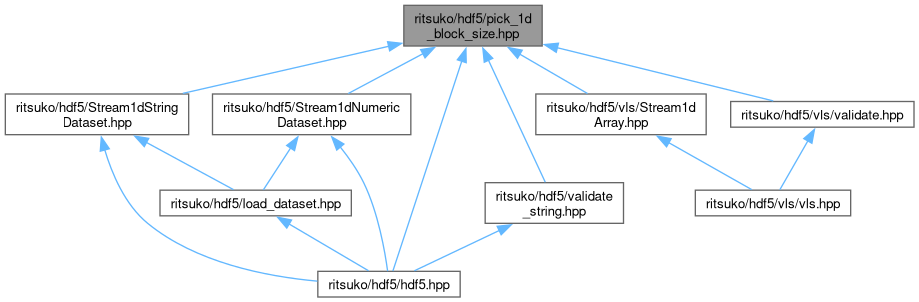 ritsuko/hdf5/pick_1d
_block_size.hpp
ritsuko/hdf5/Stream1dString
Dataset.hpp
ritsuko/hdf5/Stream1dNumeric
Dataset.hpp
ritsuko/hdf5/vls/Stream1d
Array.hpp
ritsuko/hdf5/vls/validate.hpp
ritsuko/hdf5/load_dataset.hpp
ritsuko/hdf5/validate
_string.hpp
ritsuko/hdf5/vls/vls.hpp
ritsuko/hdf5/hdf5.hpp